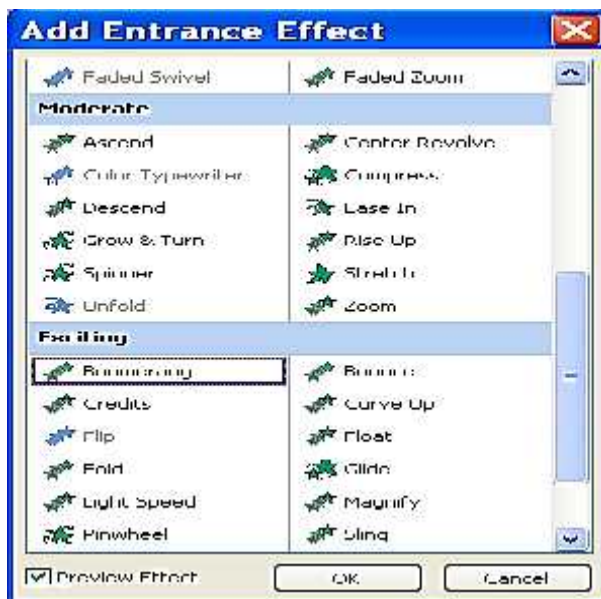 Add Entrance Effect
Faded Swivel Faded Zoom
Moderate
Ascend Center Revolve
Color Typewriter Compress
Descend Ease In
Grow & Turn Rise Up
Spinner Stretch
Unfold Zoom
Exciting
Boomerang Bounce
Credits Curve Up
Flip Float
Fold Glide
Light Speed Magnify
Pinwheel Sling
Preview Effect OK Cancel